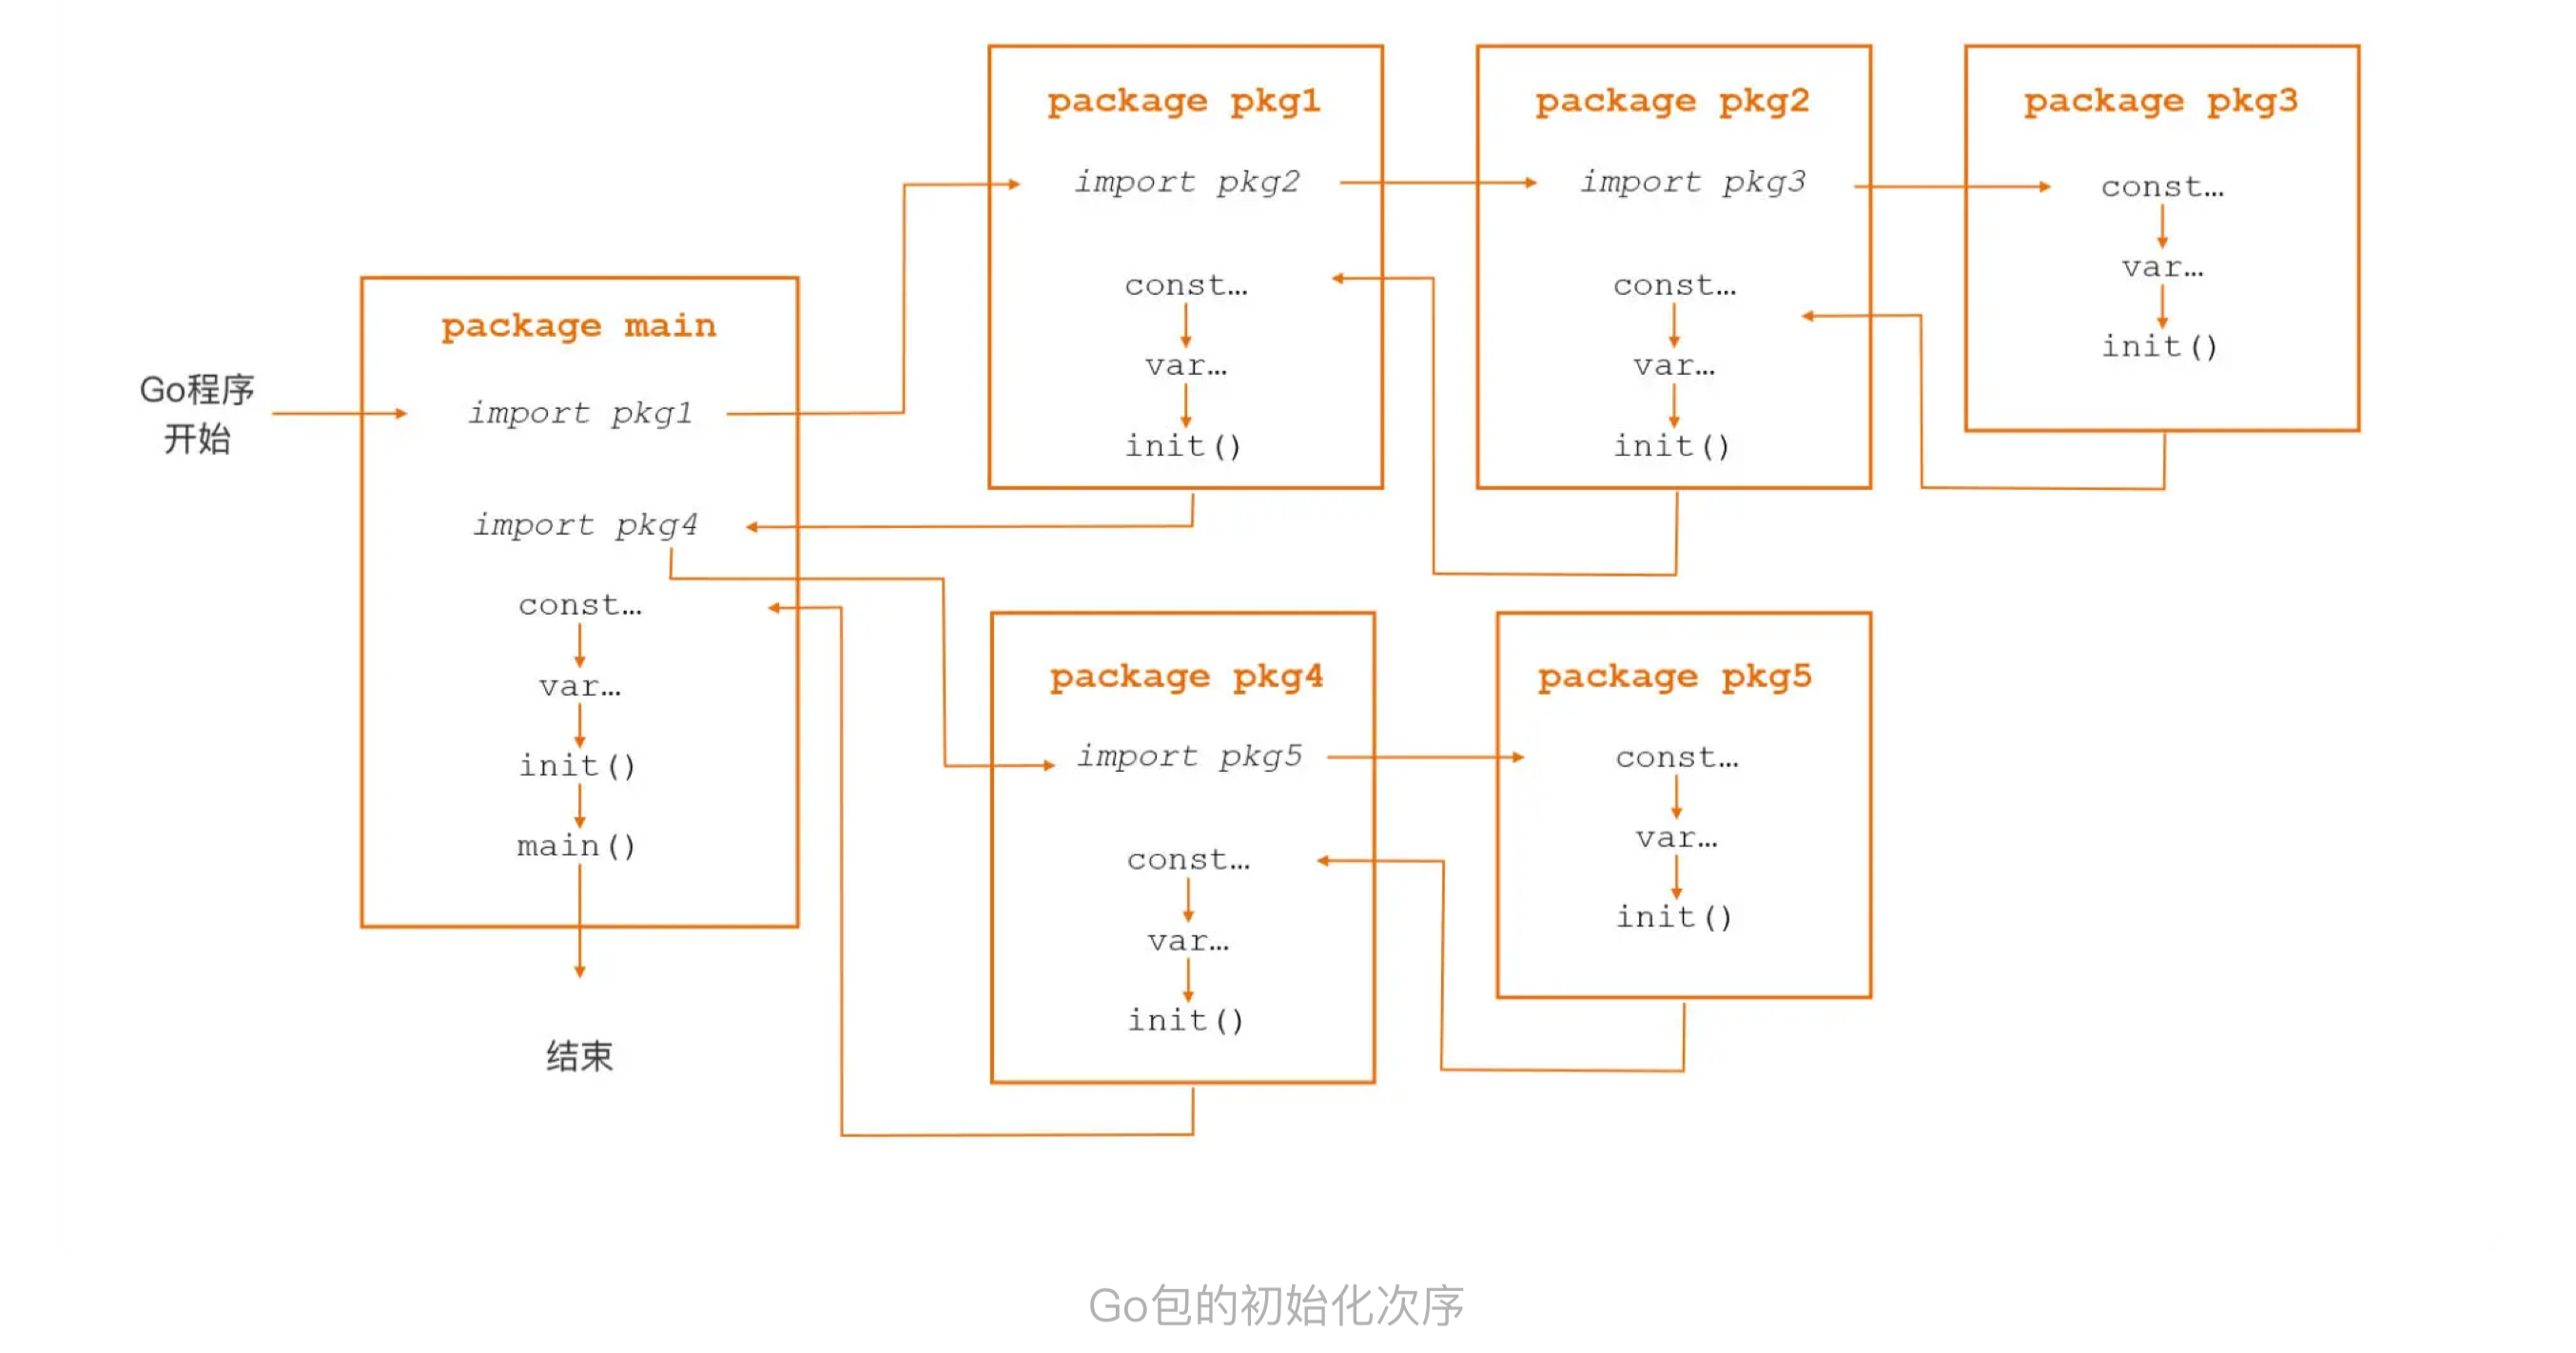 Go程序
开始
package main
import pkg1
import pkg4
const…
var…
init()
main()
结束
package pkg1
import pkg2
const…
var…
init()
package pkg2
import pkg3
const…
var…
init()
package pkg3
const…
var…
init()
package pkg4
import pkg5
const…
var…
init()
package pkg5
const…
var…
init()
Go包的初始化次序